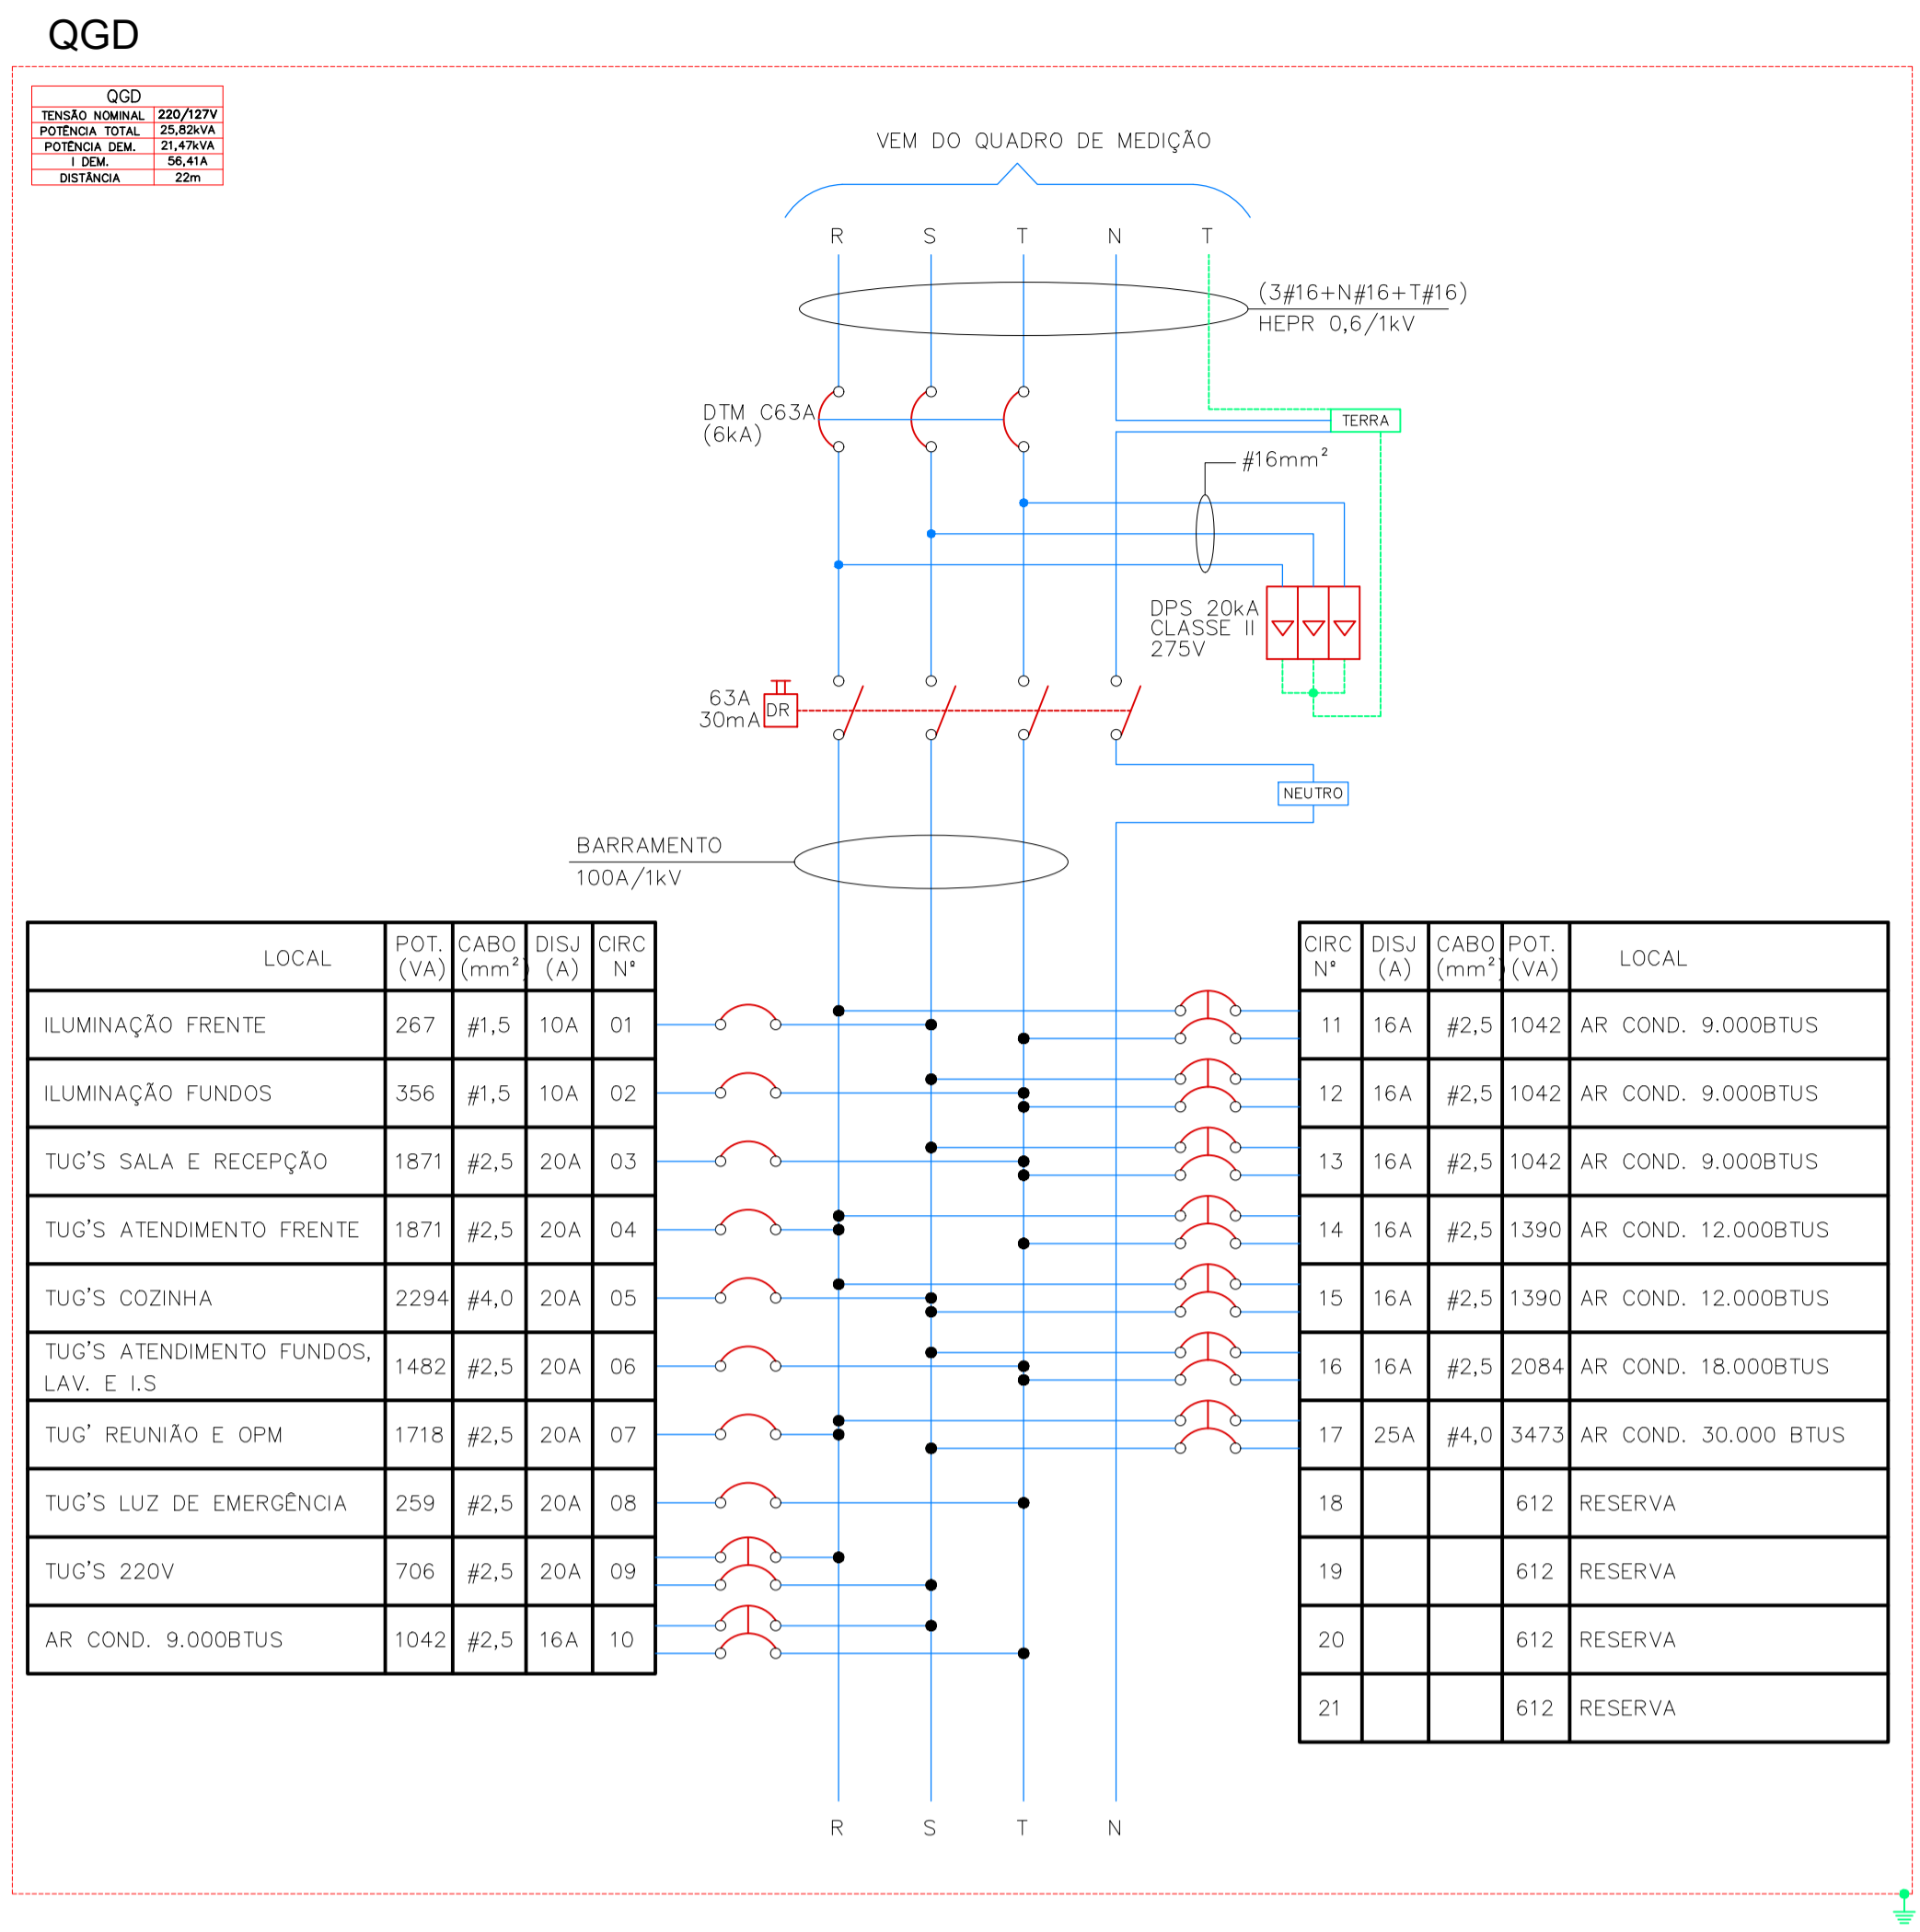 QGD
QGD
TENSÃO NOMINAL 220/127V
POTÊNCIA TOTAL 25,82kVA
POTÊNCIA DEM. 21,47kVA
I DEM. 56,41A
DISTÂNCIA 22m
VEM DO QUADRO DE MEDIÇÃO
R S T N T
(3#16+N#16+T#16)
HEPR 0,6/1kV
DTM C63A
(6kA)
TERRA
#16mm²
DPS 20kA
CLASSE II
275V
63A
30mA
DR
NEUTRO
BARRAMENTO
100A/1kV
LOCAL POT. (VA) CABO (mm²) DISJ (A) CIRC Nº
ILUMINAÇÃO FRENTE 267 #1,5 10A 01
ILUMINAÇÃO FUNDOS 356 #1,5 10A 02
TUG'S SALA E RECEPÇÃO 1871 #2,5 20A 03
TUG'S ATENDIMENTO FRENTE 1871 #2,5 20A 04
TUG'S COZINHA 2294 #4,0 20A 05
TUG'S ATENDIMENTO FUNDOS,
LAV. E I.S 1482 #2,5 20A 06
TUG' REUNIÃO E OPM 1718 #2,5 20A 07
TUG'S LUZ DE EMERGÊNCIA 259 #2,5 20A 08
TUG'S 220V 706 #2,5 20A 09
AR COND. 9.000BTUS 1042 #2,5 16A 10
CIRC Nº DISJ (A) CABO (mm²) POT. (VA) LOCAL
11 16A #2,5 1042 AR COND. 9.000BTUS
12 16A #2,5 1042 AR COND. 9.000BTUS
13 16A #2,5 1042 AR COND. 9.000BTUS
14 16A #2,5 1390 AR COND. 12.000BTUS
15 16A #2,5 1390 AR COND. 12.000BTUS
16 16A #2,5 2084 AR COND. 18.000BTUS
17 25A #4,0 3473 AR COND. 30.000 BTUS
18 612 RESERVA
19 612 RESERVA
20 612 RESERVA
21 612 RESERVA
R S T N